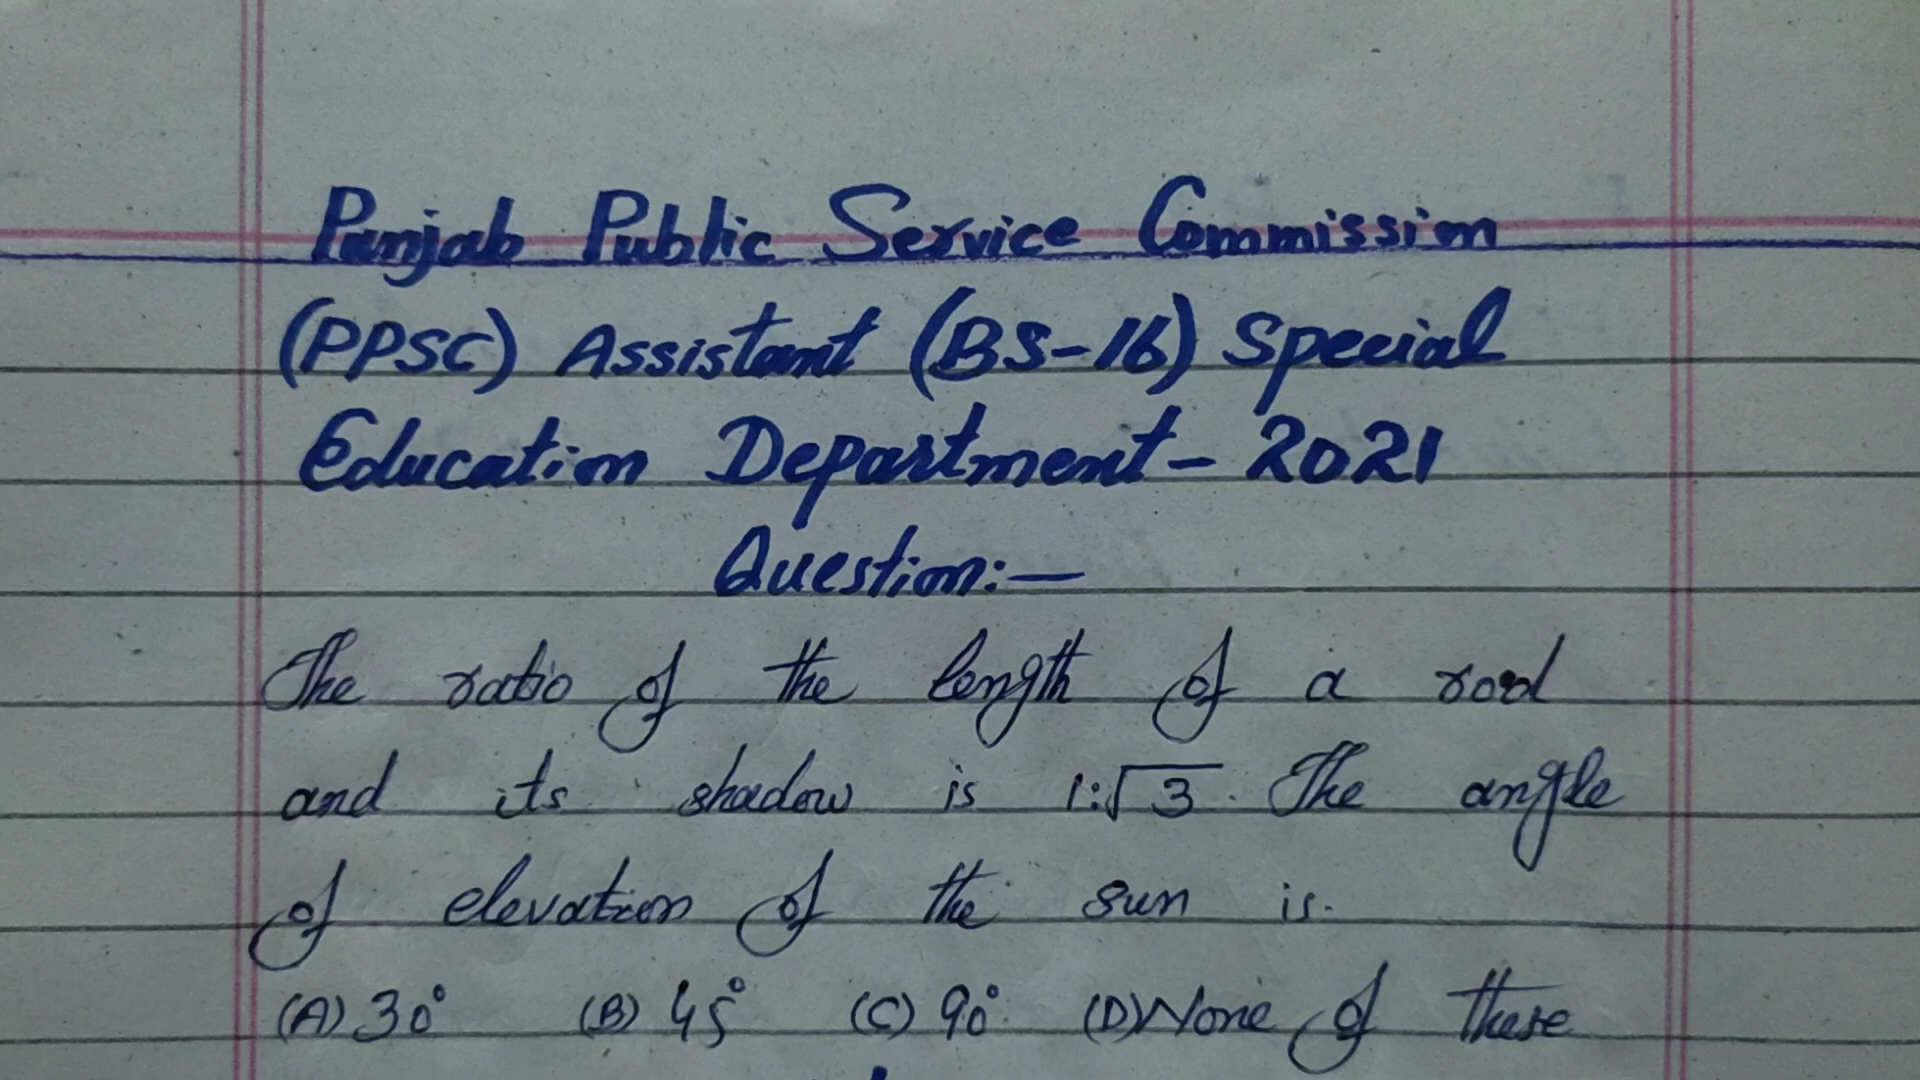 Punjab Public Service Commission
(PPSC) Assistant (BS-16) Special
Education Department - 2021
Question:—
The ratio of the length of a rod
and its shadow is 1:√3. The angle
of elevation of the sun is.
(A) 30° (B) 45° (C) 90° (D) None of these